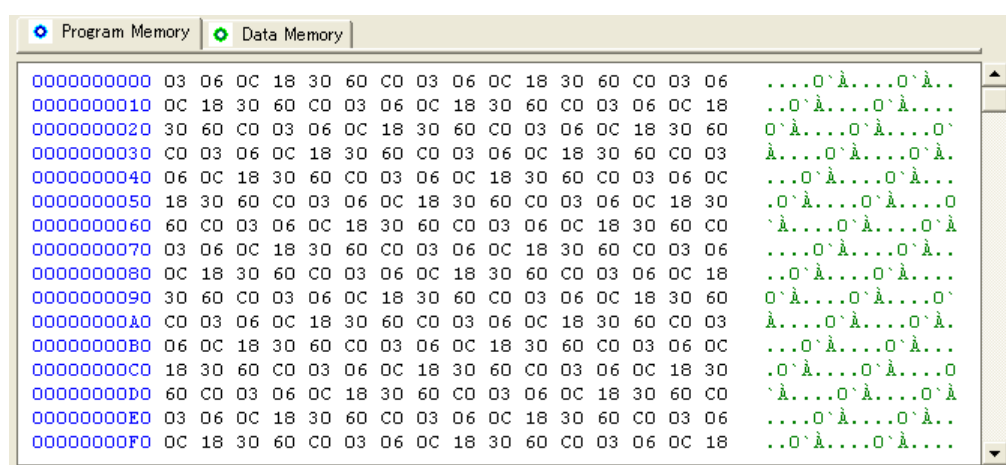 Program Memory Data Memory
0000000000 03 06 0C 18 30 60 C0 03 06 0C 18 30 60 C0 03 06 ....0`À....0`À..
0000000010 0C 18 30 60 C0 03 06 0C 18 30 60 C0 03 06 0C 18 ..0`À....0`À....
0000000020 30 60 C0 03 06 0C 18 30 60 C0 03 06 0C 18 30 60 0`À....0`À....0`
0000000030 C0 03 06 0C 18 30 60 C0 03 06 0C 18 30 60 C0 03 À....0`À....0`À.
0000000040 06 0C 18 30 60 C0 03 06 0C 18 30 60 C0 03 06 0C ...0`À....0`À...
0000000050 18 30 60 C0 03 06 0C 18 30 60 C0 03 06 0C 18 30 .0`À....0`À....0
0000000060 60 C0 03 06 0C 18 30 60 C0 03 06 0C 18 30 60 C0 `À....0`À....0`À
0000000070 03 06 0C 18 30 60 C0 03 06 0C 18 30 60 C0 03 06 ....0`À....0`À..
0000000080 0C 18 30 60 C0 03 06 0C 18 30 60 C0 03 06 0C 18 ..0`À....0`À....
0000000090 30 60 C0 03 06 0C 18 30 60 C0 03 06 0C 18 30 60 0`À....0`À....0`
00000000A0 C0 03 06 0C 18 30 60 C0 03 06 0C 18 30 60 C0 03 À....0`À....0`À.
00000000B0 06 0C 18 30 60 C0 03 06 0C 18 30 60 C0 03 06 0C ...0`À....0`À...
00000000C0 18 30 60 C0 03 06 0C 18 30 60 C0 03 06 0C 18 30 .0`À....0`À....0
00000000D0 60 C0 03 06 0C 18 30 60 C0 03 06 0C 18 30 60 C0 `À....0`À....0`À
00000000E0 03 06 0C 18 30 60 C0 03 06 0C 18 30 60 C0 03 06 ....0`À....0`À..
00000000F0 0C 18 30 60 C0 03 06 0C 18 30 60 C0 03 06 0C 18 ..0`À....0`À....